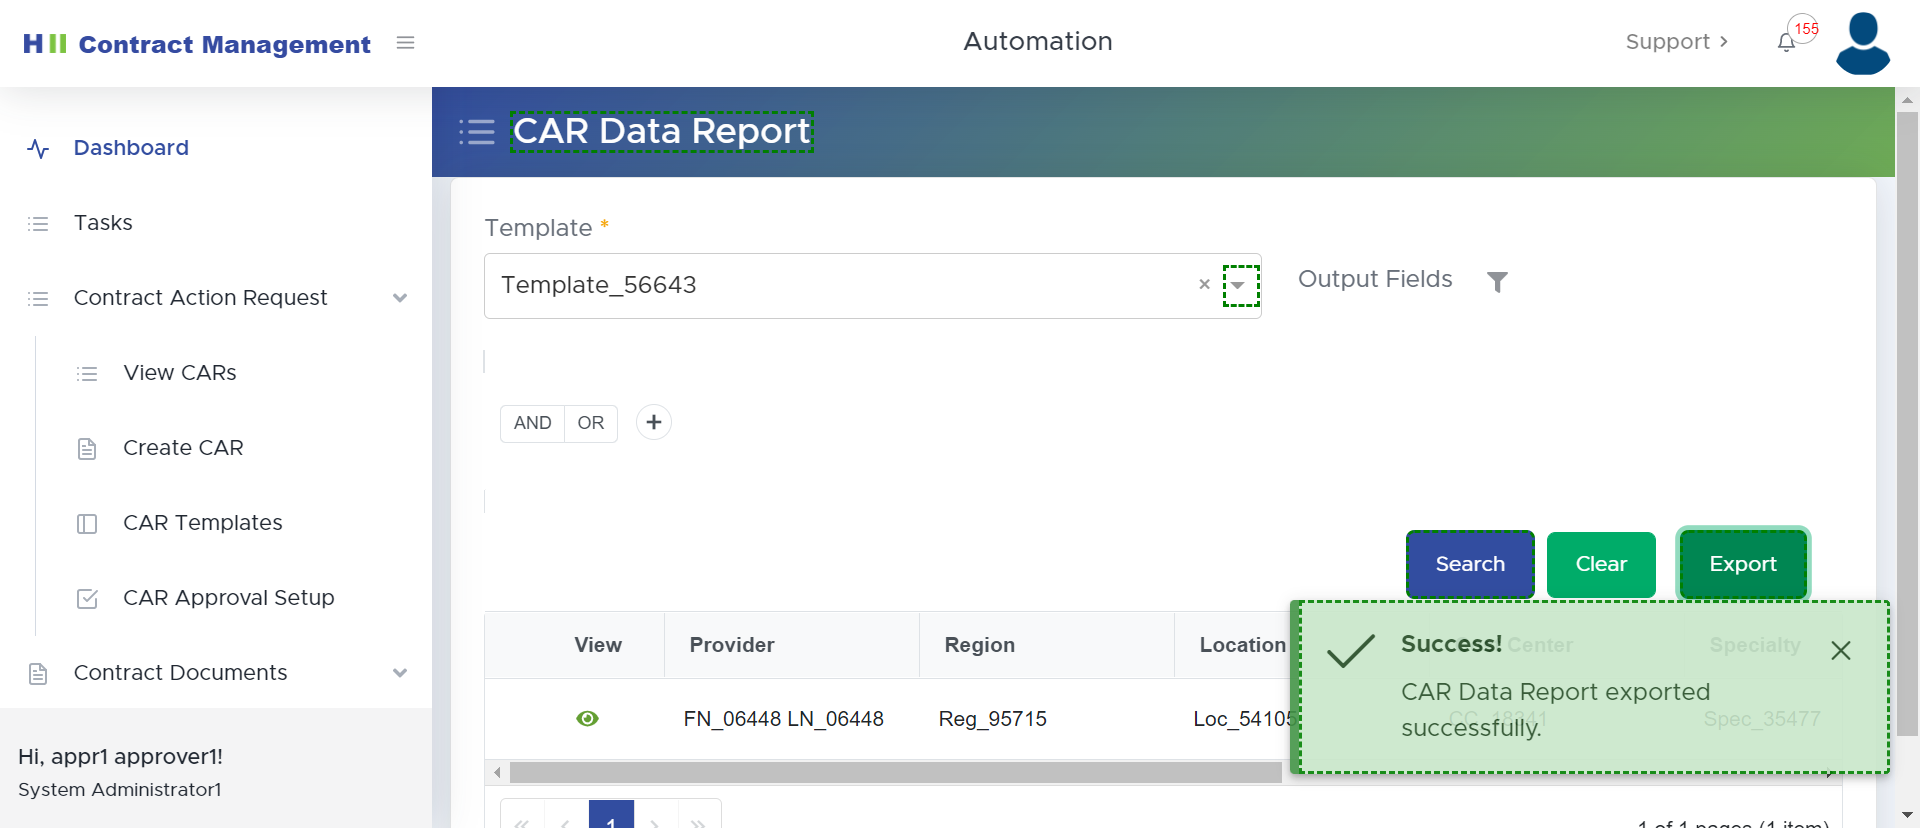 HII Contract Management
Automation
Support
155
Dashboard
Tasks
Contract Action Request
View CARs
Create CAR
CAR Templates
CAR Approval Setup
Contract Documents
Hi, appr1 approver1!
System Administrator1
CAR Data Report
Template *
Template_56643
Output Fields
AND OR
Search Clear Export
View Provider Region Location Center Specialty
FN_06448 LN_06448 Reg_95715 Loc_54105 CC_18341 Spec_35477
Success!
CAR Data Report exported
successfully.
1
1 of 1 pages (1 item)